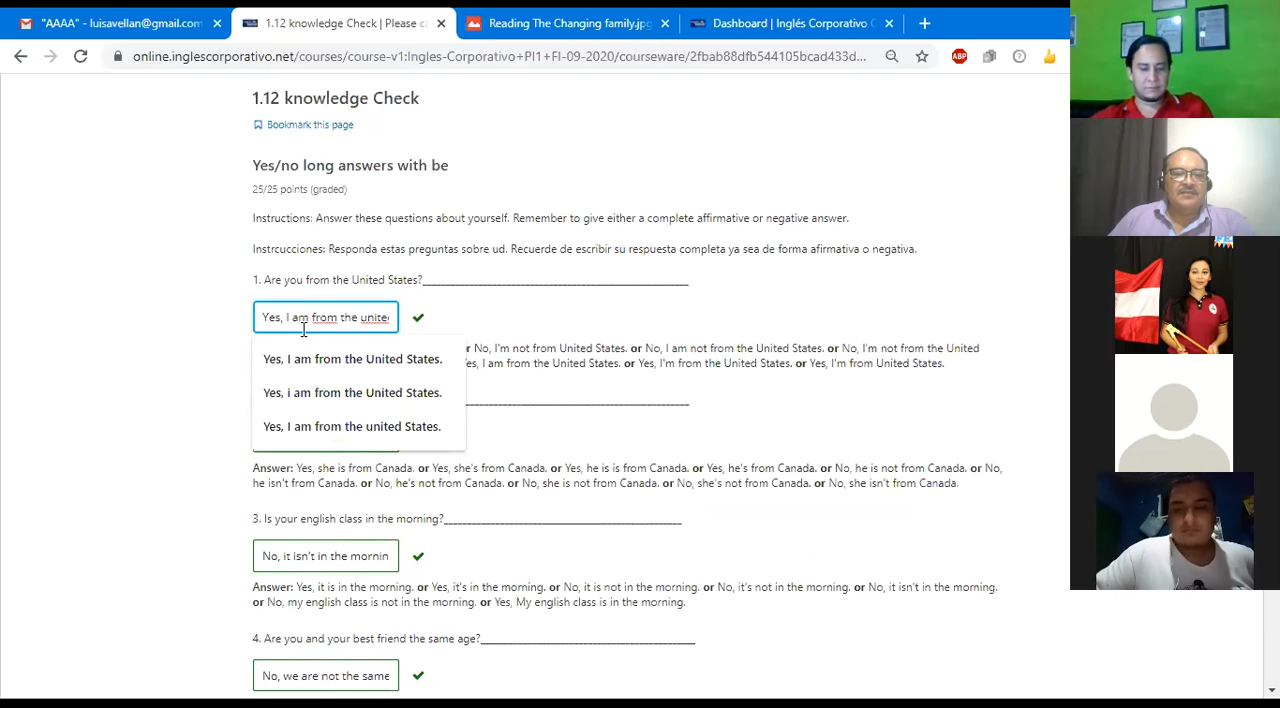 "AAAA" - luisavellan@gmail.com
1.12 knowledge Check | Please ca
Reading The Changing family.jpg
Dashboard | Inglés Corporativo C
online.inglescorporativo.net/courses/course-v1:Ingles-Corporativo+PI1+FI-09-2020/courseware/2fbab88dfb544105bcad433d...
ABP
1.12 knowledge Check
Bookmark this page
Yes/no long answers with be
25/25 points (graded)
Instructions: Answer these questions about yourself. Remember to give either a complete affirmative or negative answer.
Instrcucciones: Responda estas preguntas sobre ud. Recuerde de escribir su respuesta completa ya sea de forma afirmativa o negativa.
1. Are you from the United States?
Yes, I am from the unite
r No, I'm not from United States. or No, I am not from the United States. or No, I'm not from the United
Yes, I am from the United States.
es, I am from the United States. or Yes, I'm from United States.
Yes, i am from the United States.
Yes, I am from the united States.
Answer: Yes, she is from Canada. or Yes, she's from Canada. or Yes, he is is from Canada. or Yes, he's from Canada. or No, he is not from Canada. or No,
he isn't from Canada. or No, he's not from Canada. or No, she is not from Canada. or No, she's not from Canada. or No, she isn't from Canada.
3. Is your english class in the morning?
No, it isn't in the mornin
Answer: Yes, it is in the morning. or Yes, it's in the morning. or No, it is not in the morning. or No, it's not in the morning. or No, it isn't in the morning.
or No, my english class is not in the morning. or Yes, My english class is in the morning.
4. Are you and your best friend the same age?
No, we are not the same